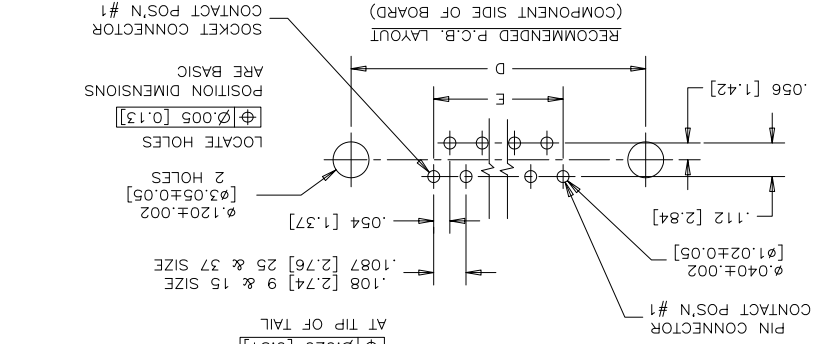 AT TIP OF TAIL
PIN CONNECTOR
CONTACT POS'N #1
.108 [2.74] 9 & 15 SIZE
.1087 [2.76] 25 & 37 SIZE
ø.040±.002
[ø1.02±0.05]
.054 [1.37]
.112 [2.84]
ø.120±.002
[ø3.05±0.05]
2 HOLES
LOCATE HOLES
⌖ Ø.005 [0.13]
POSITION DIMENSIONS
ARE BASIC
.056 [1.42]
E
D
SOCKET CONNECTOR
CONTACT POS'N #1
RECOMMENDED P.C.B. LAYOUT
(COMPONENT SIDE OF BOARD)